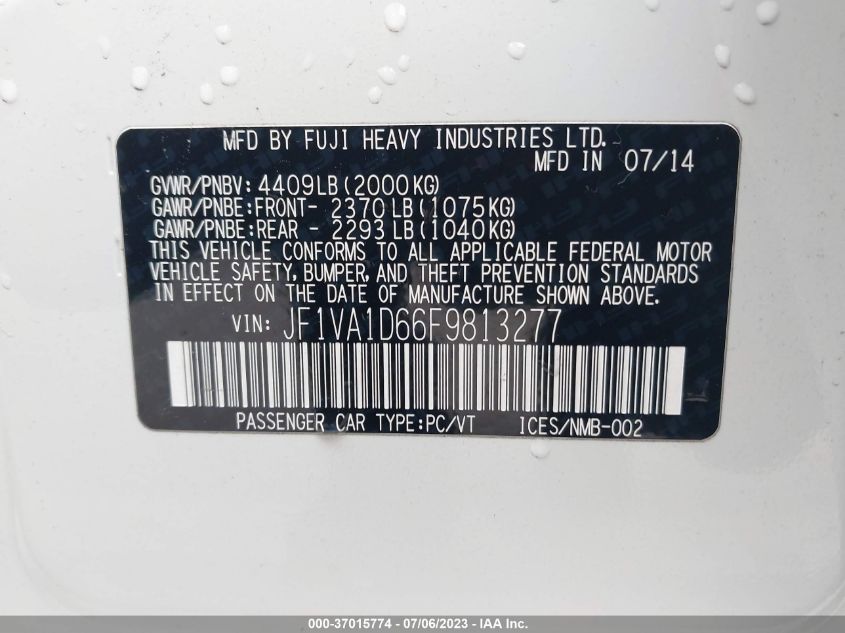 MFD BY FUJI HEAVY INDUSTRIES LTD.
MFD IN 07/14
GVWR/PNBV: 4409LB (2000KG)
GAWR/PNBE:FRONT- 2370 LB (1075KG)
GAWR/PNBE:REAR - 2293 LB (1040KG)
THIS VEHICLE CONFORMS TO ALL APPLICABLE FEDERAL MOTOR
VEHICLE SAFETY, BUMPER, AND THEFT PREVENTION STANDARDS
IN EFFECT ON THE DATE OF MANUFACTURE SHOWN ABOVE.
VIN: JF1VA1D66F9813277
PASSENGER CAR TYPE:PC/VT ICES/NMB-002
000-37015774 - 07/06/2023 - IAA Inc.